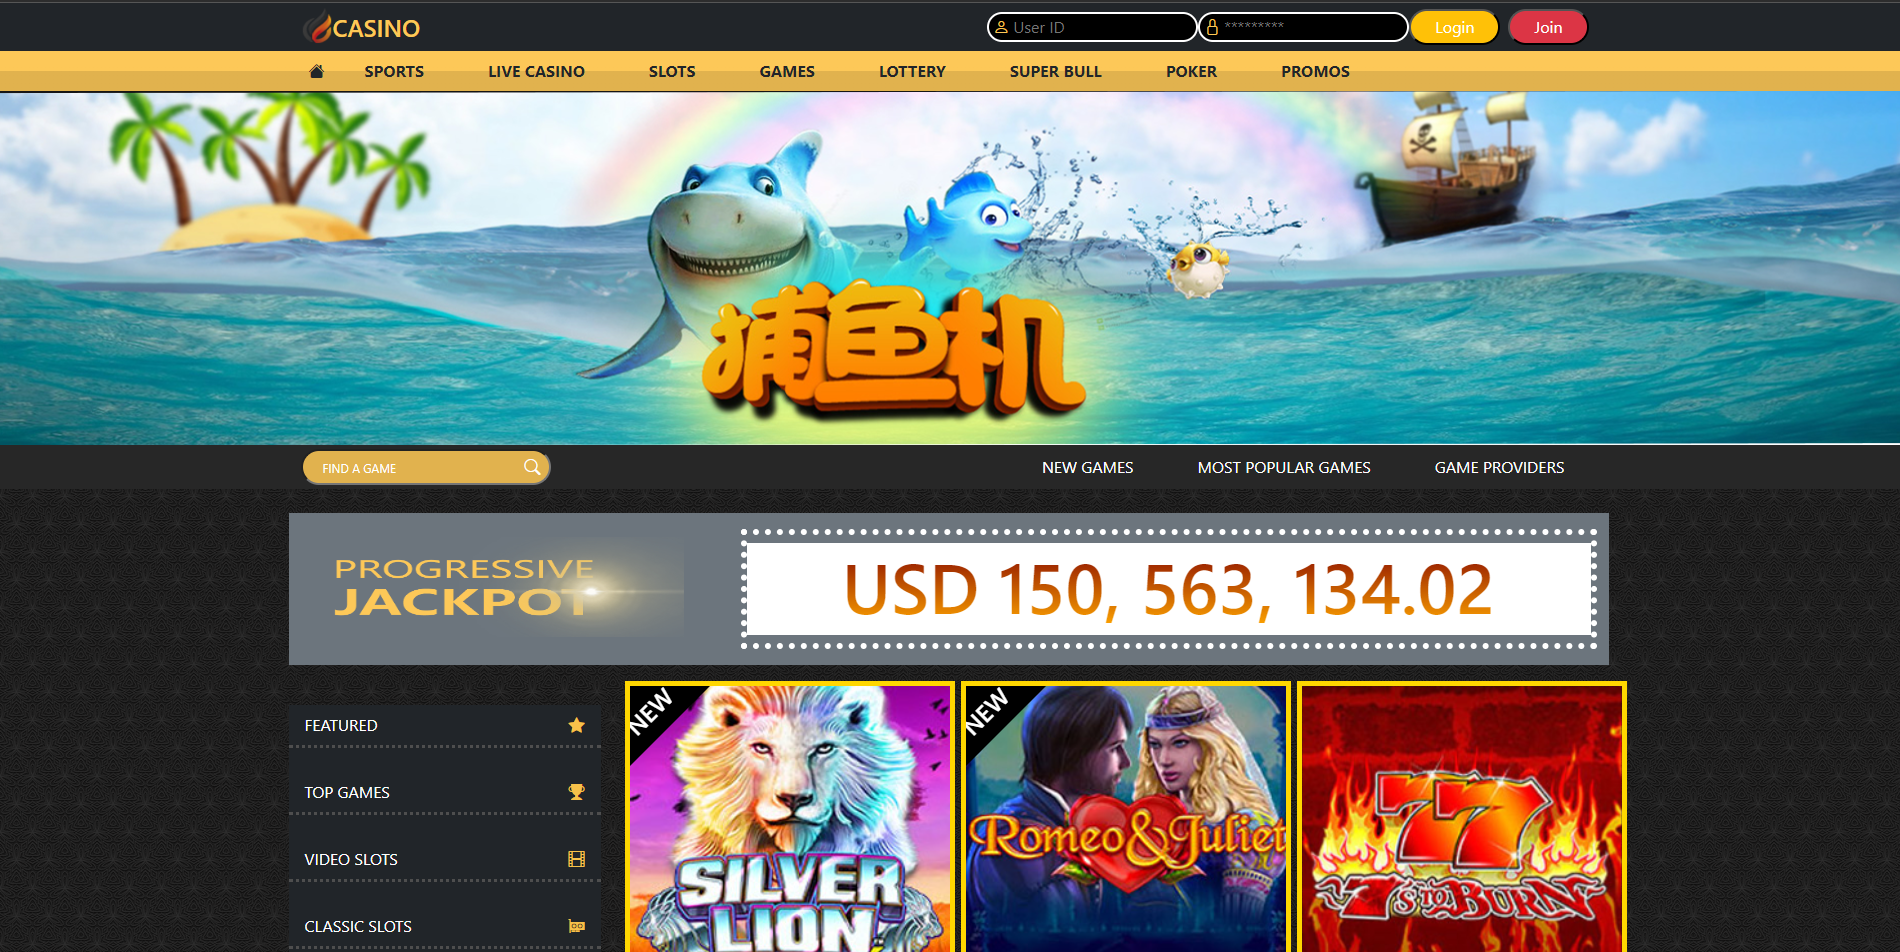 CASINO
User ID
*********
Login
Join
SPORTS
LIVE CASINO
SLOTS
GAMES
LOTTERY
SUPER BULL
POKER
PROMOS
捕鱼机
FIND A GAME
NEW GAMES
MOST POPULAR GAMES
GAME PROVIDERS
PROGRESSIVE
JACKPOT
USD 150, 563, 134.02
FEATURED
TOP GAMES
VIDEO SLOTS
CLASSIC SLOTS
NEW
SILVER
LION
NEW
Romeo&Juliet
77
7's TO BURN